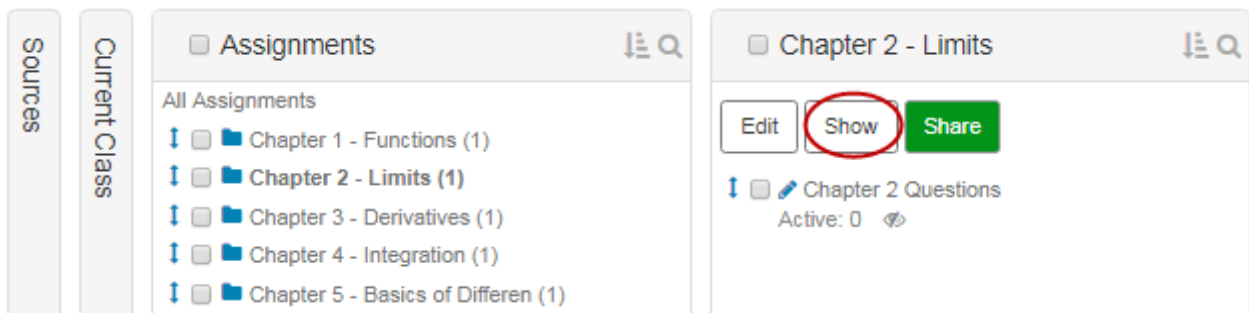 Sources
Current Class
Assignments
All Assignments
Chapter 1 - Functions (1)
Chapter 2 - Limits (1)
Chapter 3 - Derivatives (1)
Chapter 4 - Integration (1)
Chapter 5 - Basics of Differen (1)
Chapter 2 - Limits
Edit Show Share
Chapter 2 Questions
Active: 0